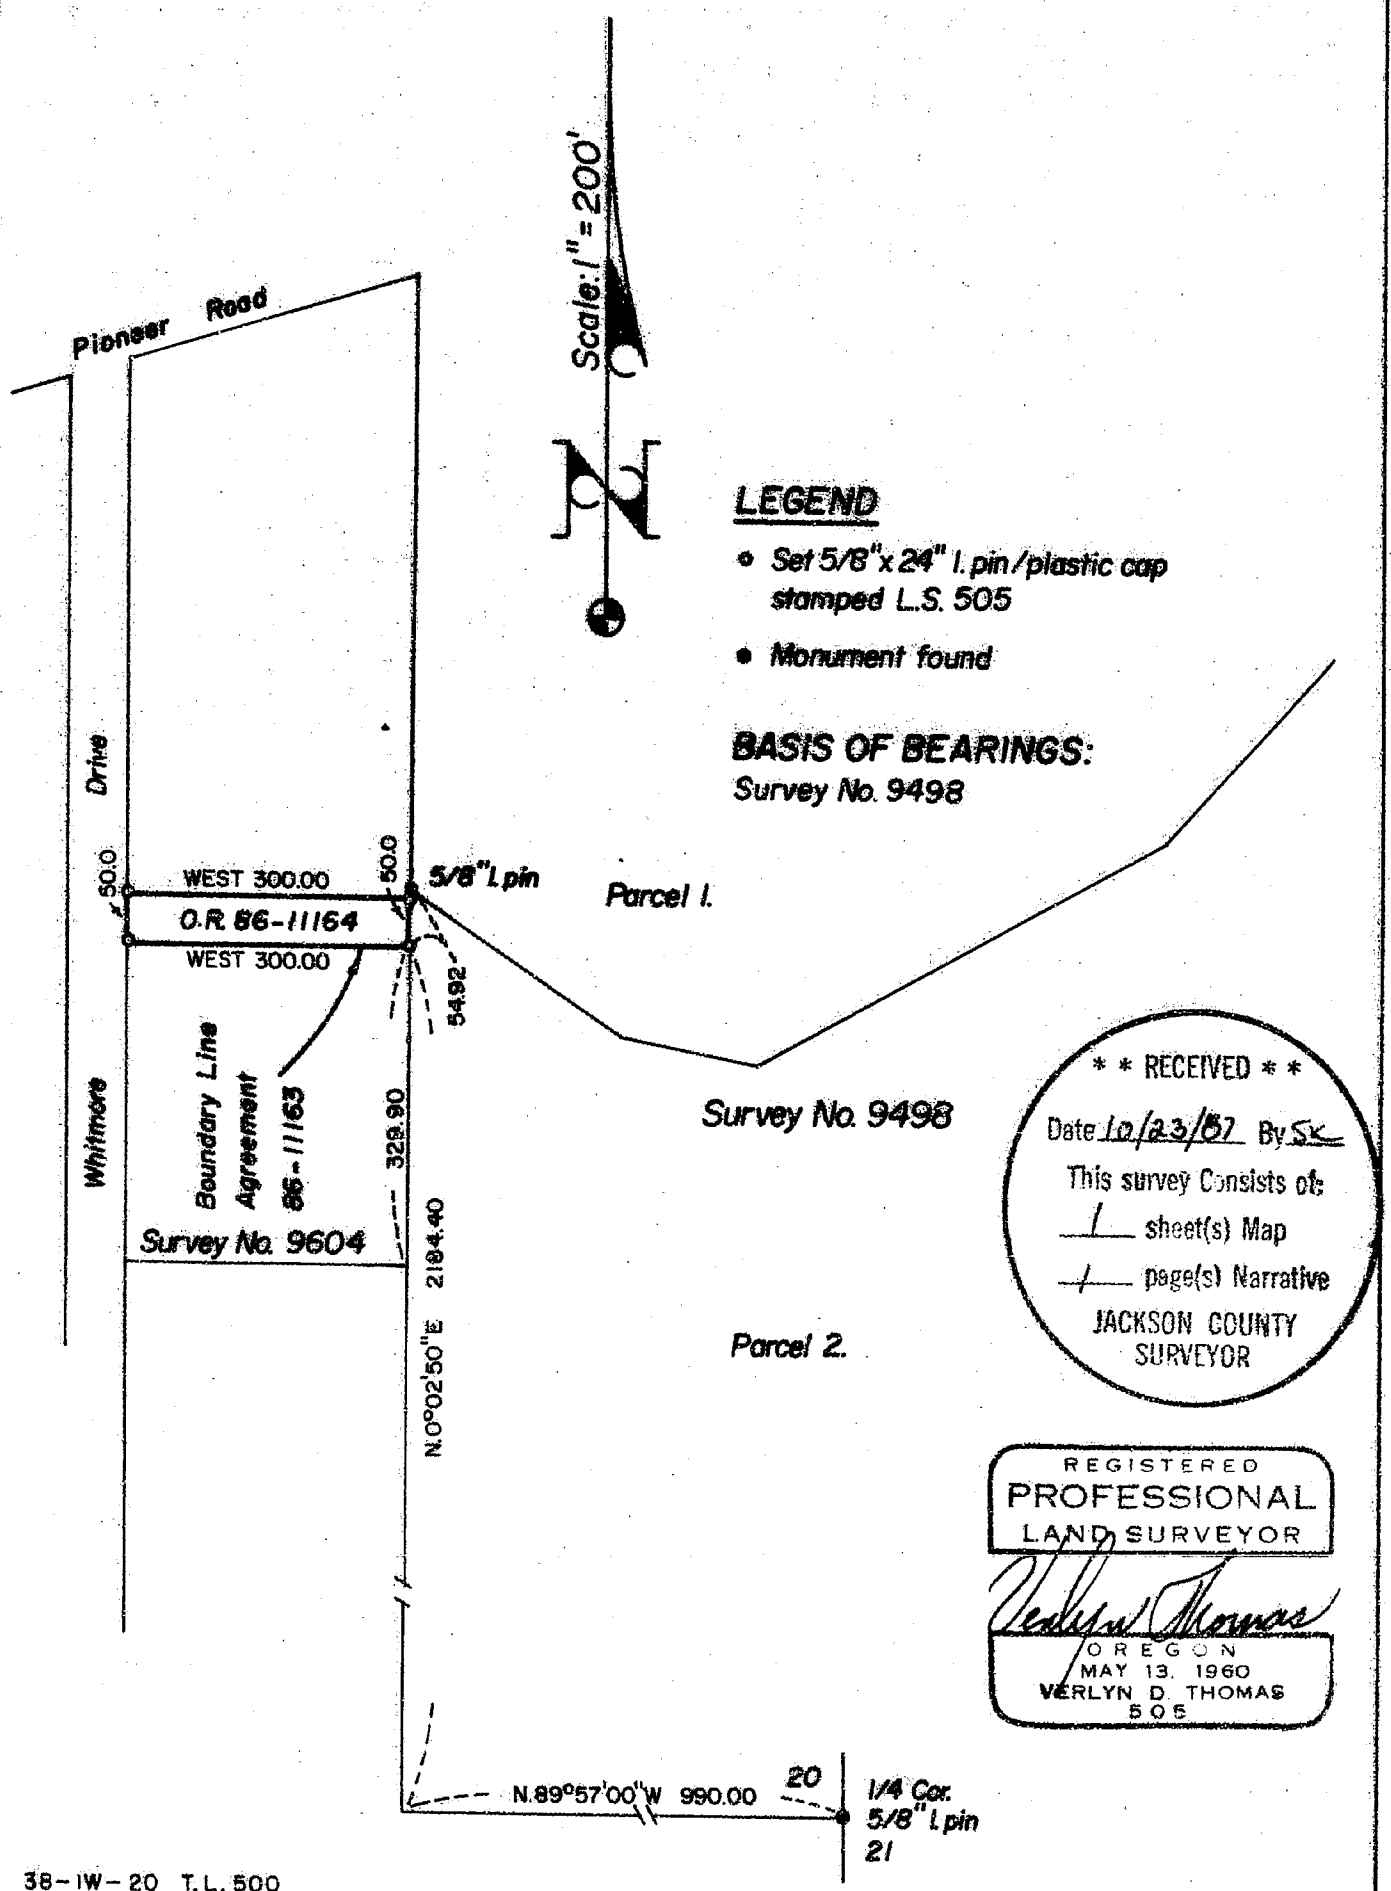 Scale: 1" = 200'
N
Pioneer Road
LEGEND
Set 5/8"x 24" I. pin/plastic cap
stamped L.S. 505
Monument found
BASIS OF BEARINGS:
Survey No. 9498
Drive
Whitmore
50.0
WEST 300.00
50.0
5/8" I. pin
Parcel 1.
O.R. 86-11164
WEST 300.00
54.92
Boundary Line
Agreement
86-11163
329.90
Survey No. 9498
Survey No. 9604
N.0°02'50"E 2184.40
Parcel 2.
* * RECEIVED * *
Date 10/23/87 By SK
This survey Consists of:
1 sheet(s) Map
1 page(s) Narrative
JACKSON COUNTY
SURVEYOR
REGISTERED
PROFESSIONAL
LAND SURVEYOR
Verlyn Thomas
OREGON
MAY 13, 1960
VERLYN D. THOMAS
505
N.89°57'00"W 990.00
20
1/4 Cor.
5/8" I. pin
21
38-1W-20 T.L. 500